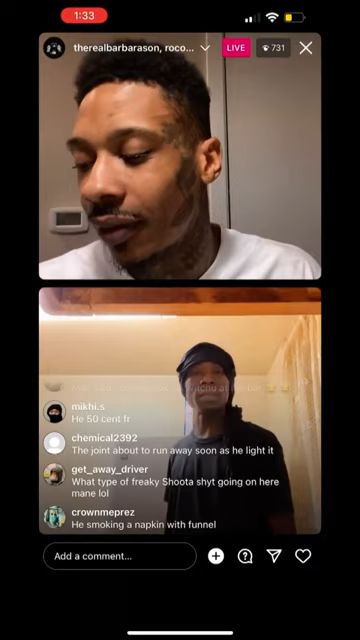 1:33
therealbarbarason, roco...
LIVE
731
mikhi.s
He 50 cent fr
chemical2392
The joint about to run away soon as he light it
get_away_driver
What type of freaky Shoota shyt going on here
mane lol
crownmeprez
He smoking a napkin with funnel
Add a comment...